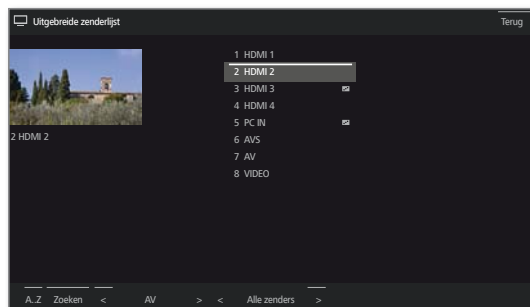 Uitgebreide zenderlijst
Terug
1 HDMI 1
2 HDMI 2
3 HDMI 3
4 HDMI 4
5 PC IN
6 AVS
7 AV
8 VIDEO
2 HDMI 2
A..Z Zoeken < AV > < Alle zenders >